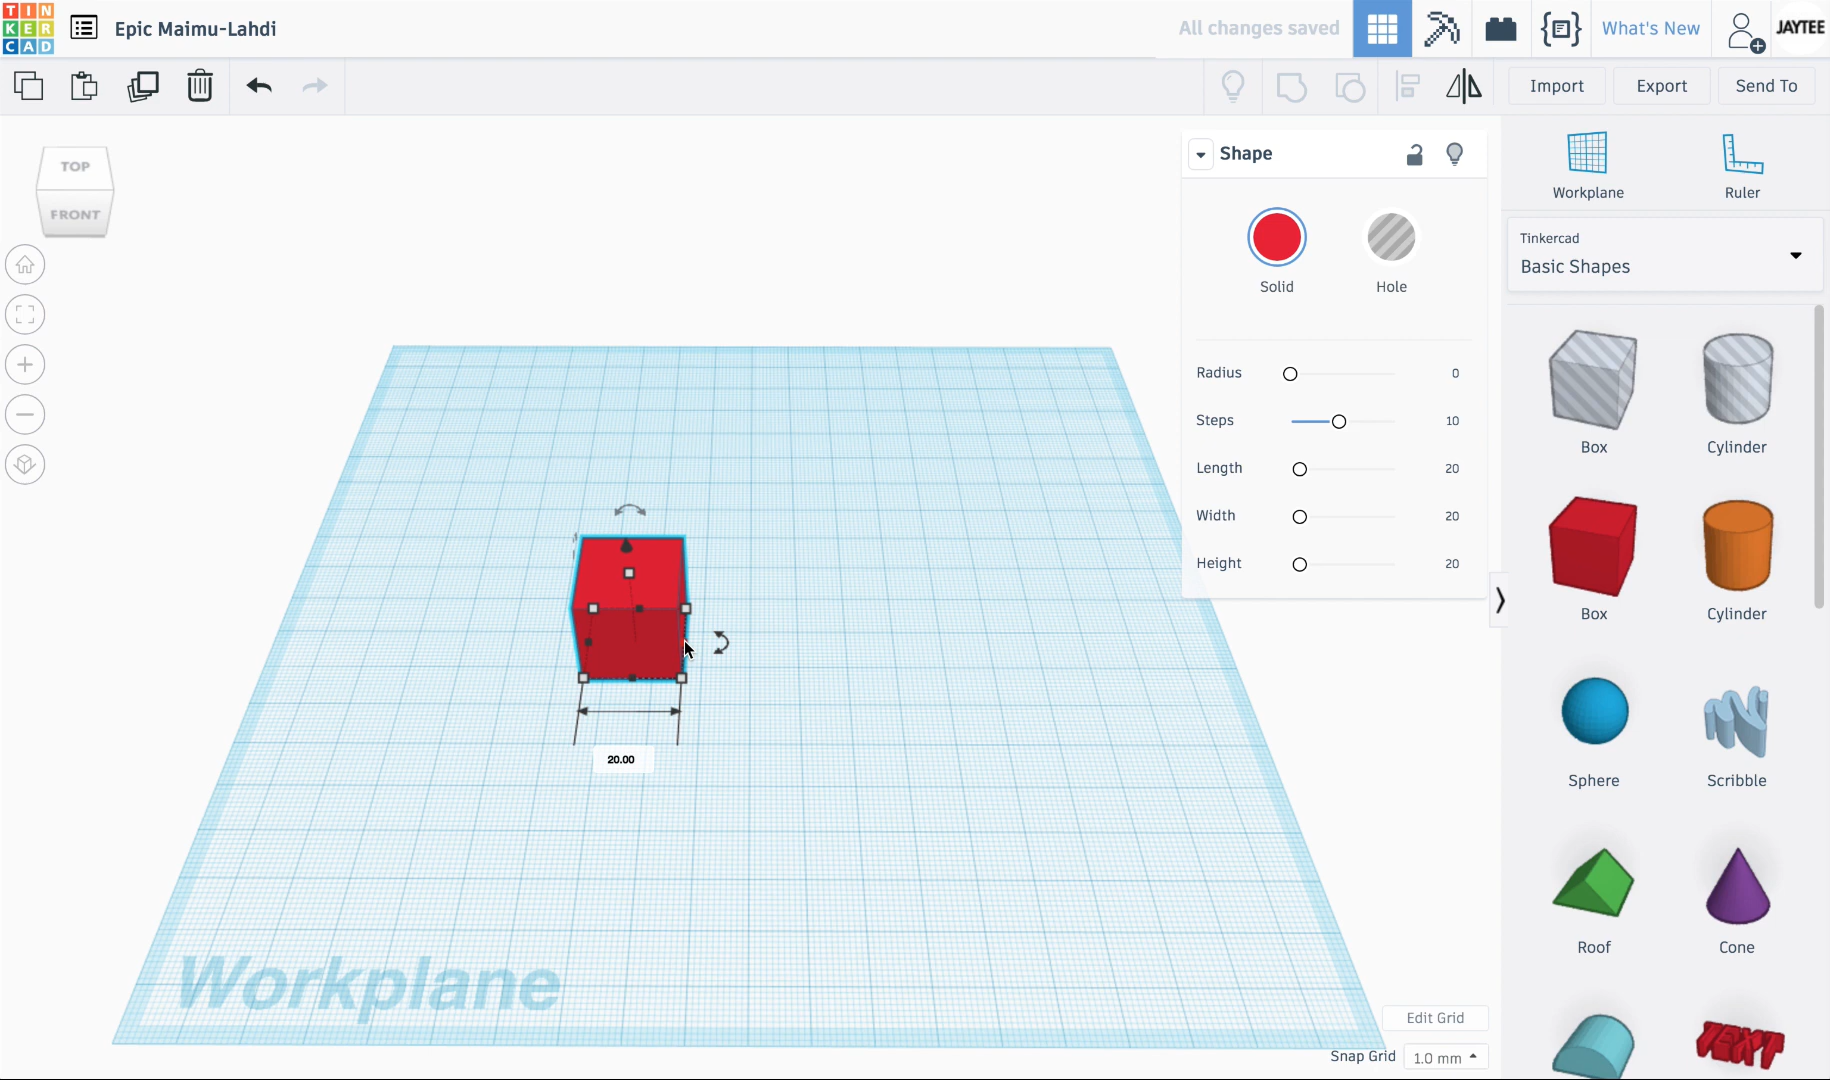 TIN
KER
CAD
Epic Maimu-Lahdi
All changes saved
What's New
JAYTEE
Import
Export
Send To
TOP
FRONT
Shape
Solid
Hole
Radius 0
Steps 10
Length 20
Width 20
Height 20
Workplane
Ruler
Tinkercad
Basic Shapes
Box
Cylinder
Box
Cylinder
Sphere
Scribble
Roof
Cone
TEXT
20.00
Workplane
Edit Grid
Snap Grid 1.0 mm